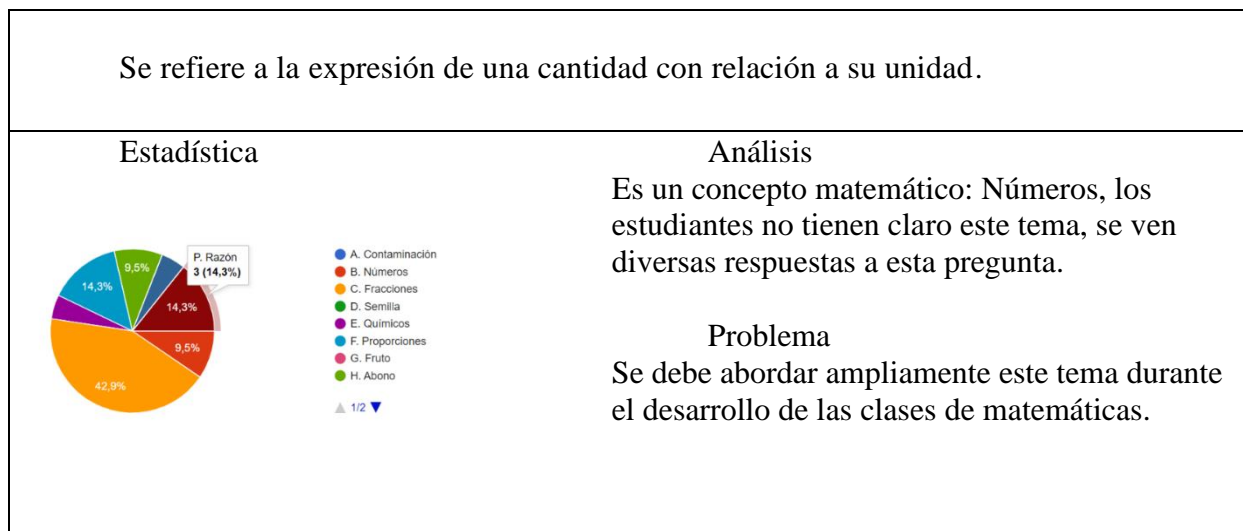 Se refiere a la expresión de una cantidad con relación a su unidad.
Estadística
P. Razón
3 (14,3%)
9,5%
14,3%
14,3%
9,5%
42,9%
A. Contaminación
B. Números
C. Fracciones
D. Semilla
E. Químicos
F. Proporciones
G. Fruto
H. Abono
1/2
Análisis
Es un concepto matemático: Números, los
estudiantes no tienen claro este tema, se ven
diversas respuestas a esta pregunta.
Problema
Se debe abordar ampliamente este tema durante
el desarrollo de las clases de matemáticas.